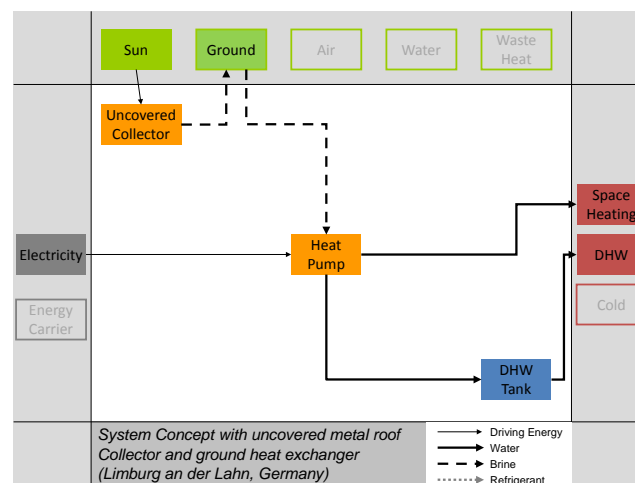 Sun
Ground
Air
Water
Waste
Heat
Uncovered
Collector
Space
Heating
Electricity
Heat
Pump
DHW
Energy
Carrier
Cold
DHW
Tank
System Concept with uncovered metal roof
Collector and ground heat exchanger
(Limburg an der Lahn, Germany)
Driving Energy
Water
Brine
Refrigerant